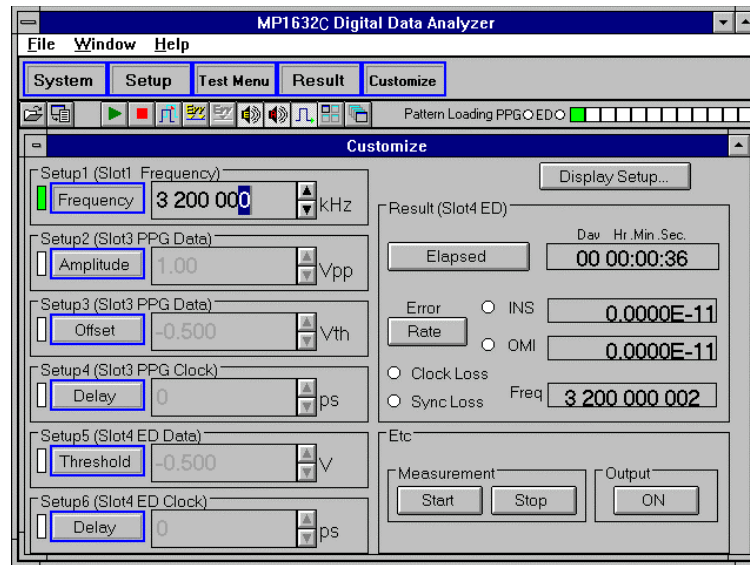 MP1632C Digital Data Analyzer
File Window Help
System Setup Test Menu Result Customize
Pattern Loading PPG ED
Customize
Setup1 (Slot1 Frequency)
Frequency 3 200 000 kHz
Setup2 (Slot3 PPG Data)
Amplitude 1.00 Vpp
Setup3 (Slot3 PPG Data)
Offset -0.500 Vth
Setup4 (Slot3 PPG Clock)
Delay 0 ps
Setup5 (Slot4 ED Data)
Threshold -0.500 V
Setup6 (Slot4 ED Clock)
Delay 0 ps
Display Setup...
Result (Slot4 ED)
Day Hr.Min.Sec.
Elapsed 00 00:00:36
Error
Rate
INS 0.0000E-11
OMI 0.0000E-11
Clock Loss
Sync Loss
Freq 3 200 000 002
Etc
Measurement
Start Stop
Output
ON